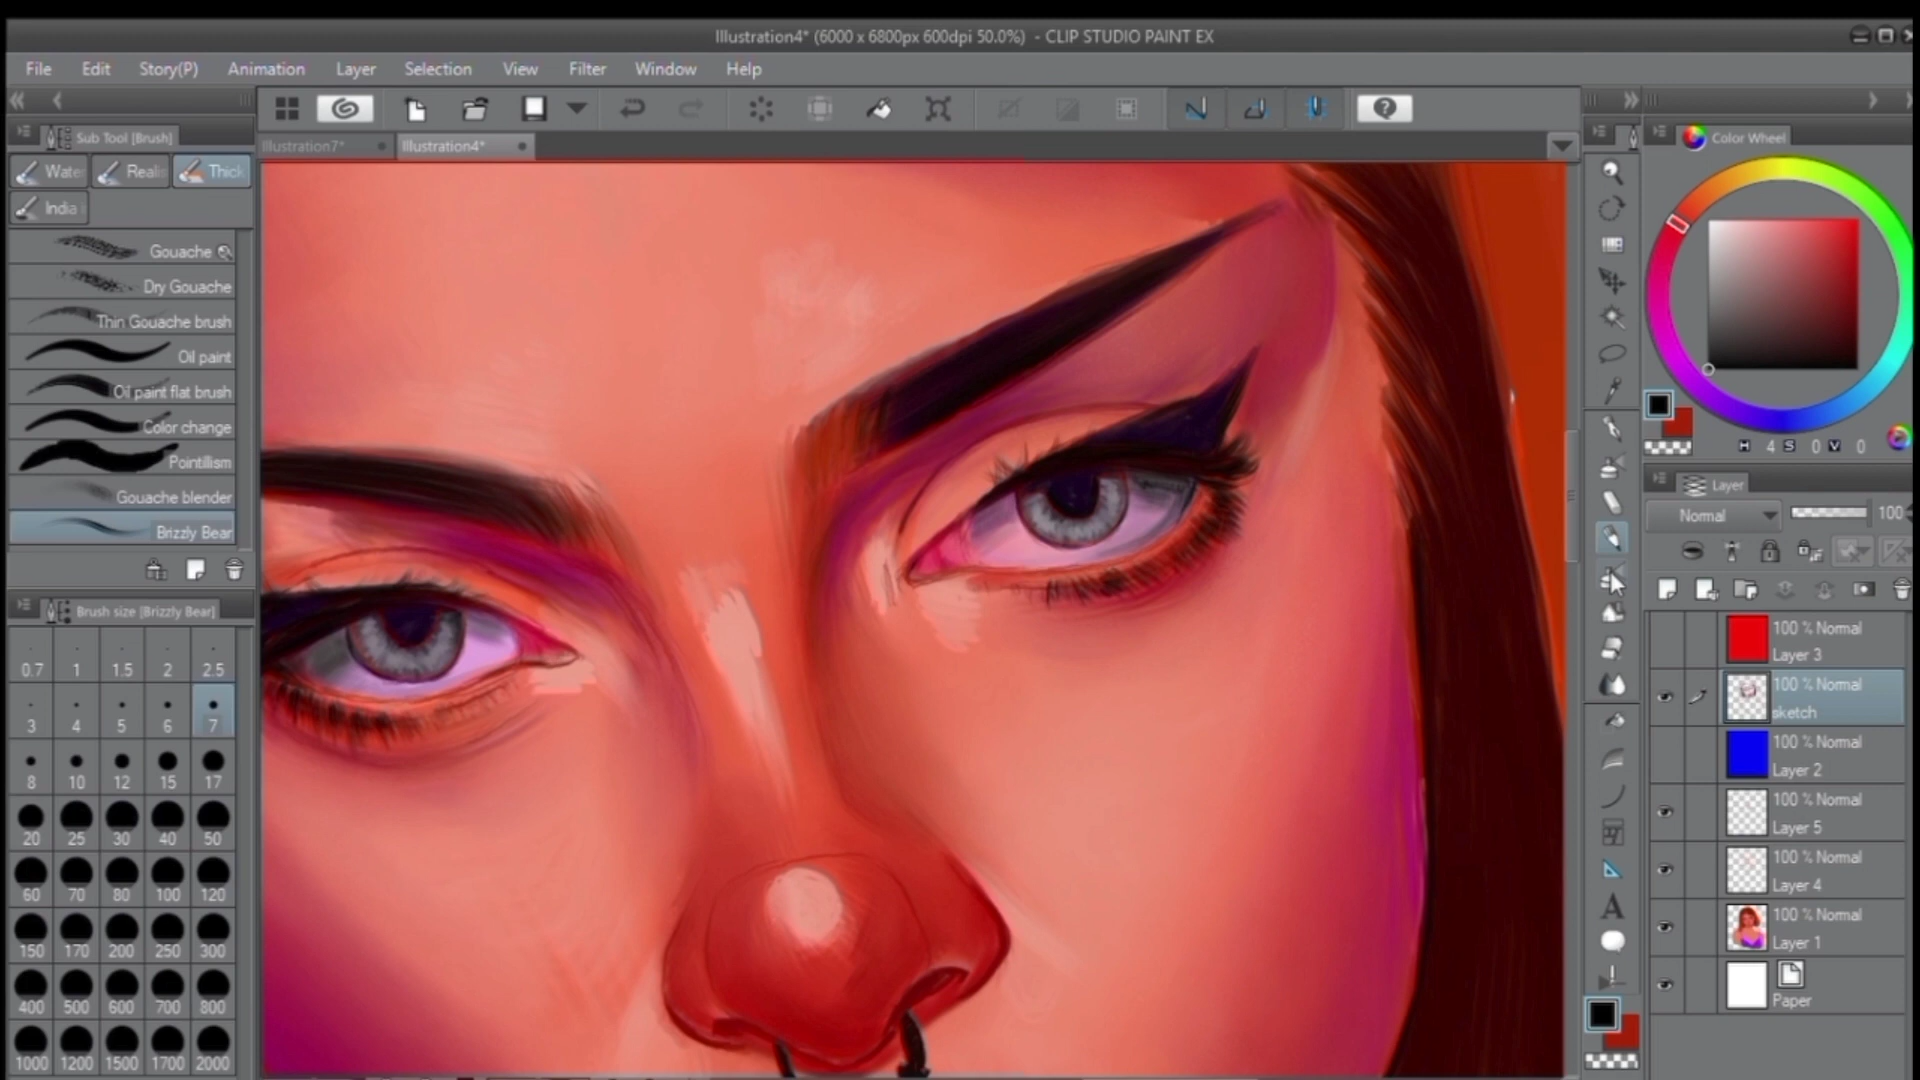 Illustration4* (6000 x 6800px 600dpi 50.0%) - CLIP STUDIO PAINT EX
File Edit Story(P) Animation Layer Selection View Filter Window Help
Sub Tool [Brush]
Illustration7* Illustration4*
Color Wheel
Wate Reali Thick
India
Gouache
Dry Gouache
Thin Gouache brush
Oil paint
Oil paint flat brush
Color change
Pointillism
Gouache blender
Brizzly Bear
H 4 S 0 V 0
Layer
Normal 100
Brush size [Brizzly Bear]
0.7 1 1.5 2 2.5
3 4 5 6 7
8 10 12 15 17
20 25 30 40 50
60 70 80 100 120
150 170 200 250 300
400 500 600 700 800
1000 1200 1500 1700 2000
100 % Normal
Layer 3
100 % Normal
sketch
100 % Normal
Layer 2
100 % Normal
Layer 5
100 % Normal
Layer 4
100 % Normal
Layer 1
Paper
A